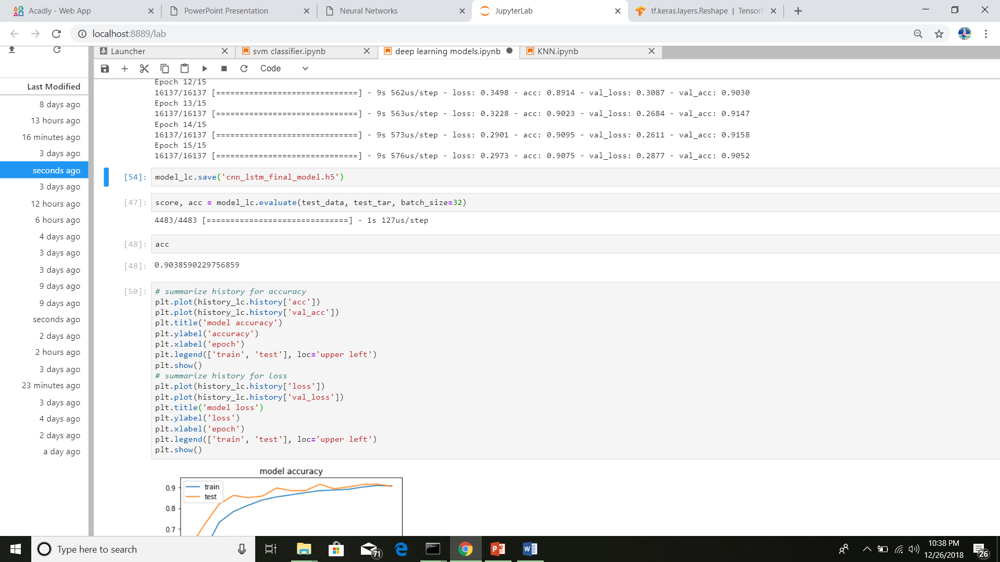 Acadly - Web App
PowerPoint Presentation
Neural Networks
JupyterLab
tf.keras.layers.Reshape | TensorF
localhost:8889/lab
Launcher
svm classifier.ipynb
deep learning models.ipynb
KNN.ipynb
Code
Last Modified
8 days ago
13 hours ago
16 minutes ago
3 days ago
seconds ago
3 days ago
12 hours ago
6 hours ago
4 days ago
3 days ago
3 days ago
9 days ago
9 days ago
seconds ago
2 days ago
2 hours ago
3 days ago
23 minutes ago
3 days ago
4 days ago
2 days ago
a day ago
Epoch 12/15
16137/16137 [==============================] - 9s 562us/step - loss: 0.3498 - acc: 0.8914 - val_loss: 0.3087 - val_acc: 0.9030
Epoch 13/15
16137/16137 [==============================] - 9s 563us/step - loss: 0.3228 - acc: 0.9023 - val_loss: 0.2684 - val_acc: 0.9147
Epoch 14/15
16137/16137 [==============================] - 9s 573us/step - loss: 0.2901 - acc: 0.9095 - val_loss: 0.2611 - val_acc: 0.9158
Epoch 15/15
16137/16137 [==============================] - 9s 576us/step - loss: 0.2973 - acc: 0.9075 - val_loss: 0.2877 - val_acc: 0.9052
[54]: model_lc.save('cnn_lstm_final_model.h5')
[47]: score, acc = model_lc.evaluate(test_data, test_tar, batch_size=32)
4483/4483 [==============================] - 1s 127us/step
[48]: acc
[48]: 0.9038590229756859
[50]: # summarize history for accuracy
plt.plot(history_lc.history['acc'])
plt.plot(history_lc.history['val_acc'])
plt.title('model accuracy')
plt.ylabel('accuracy')
plt.xlabel('epoch')
plt.legend(['train', 'test'], loc='upper left')
plt.show()
# summarize history for loss
plt.plot(history_lc.history['loss'])
plt.plot(history_lc.history['val_loss'])
plt.title('model loss')
plt.ylabel('loss')
plt.xlabel('epoch')
plt.legend(['train', 'test'], loc='upper left')
plt.show()
model accuracy
train
test
0.9
0.8
0.7
Type here to search
71
10:38 PM
12/26/2018
26